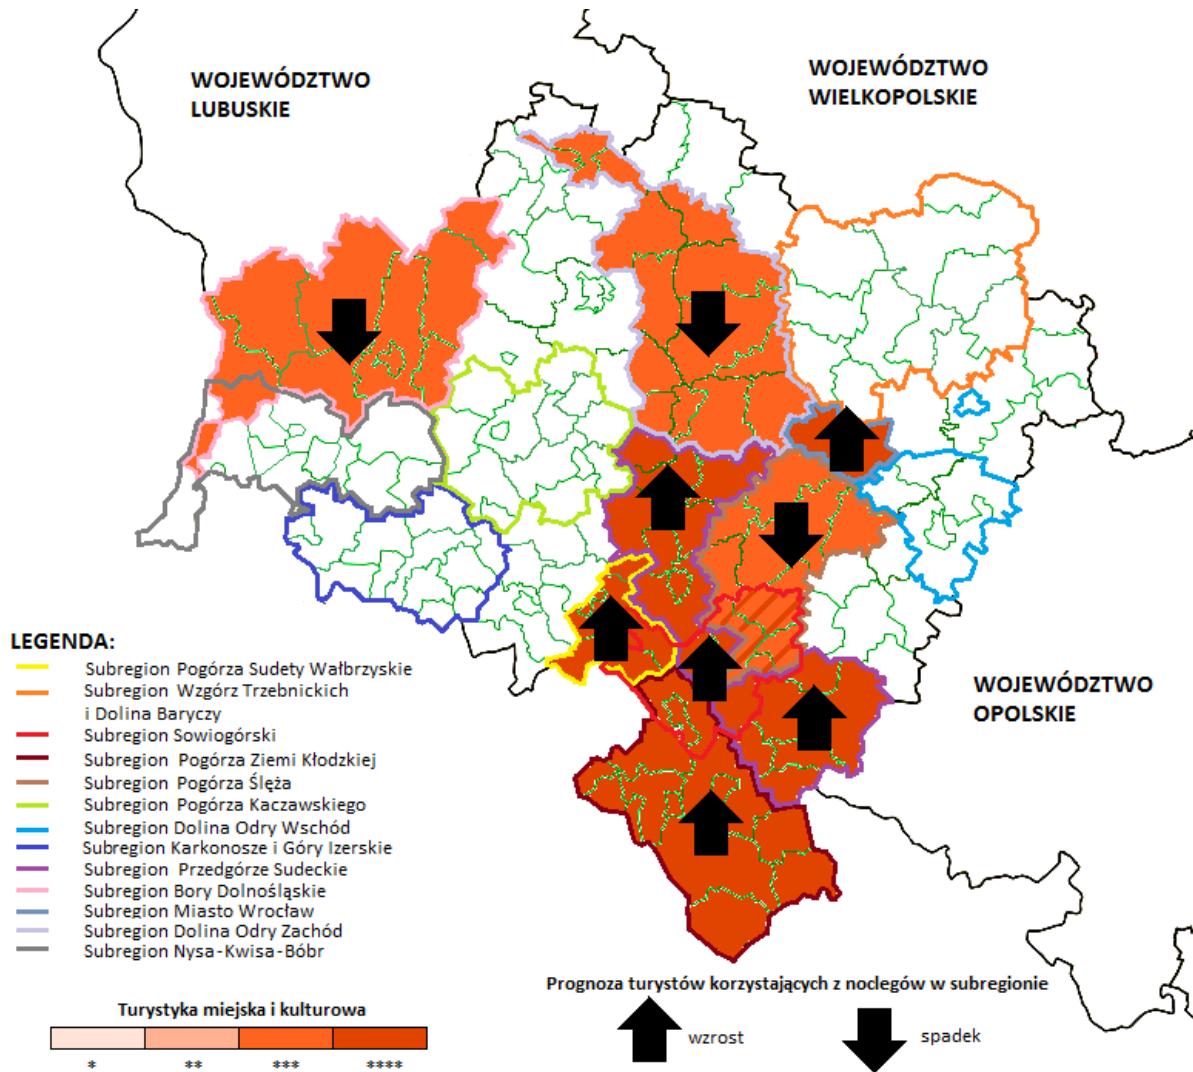 WOJEWÓDZTWO
LUBUSKIE
WOJEWÓDZTWO
WIELKOPOLSKIE
LEGENDA:
Subregion Pogórza Sudety Wałbrzyskie
Subregion Wzgórz Trzebnickich
i Dolina Baryczy
Subregion Sowiogórski
Subregion Pogórza Ziemi Kłodzkiej
Subregion Pogórza Ślęża
Subregion Pogórza Kaczawskiego
Subregion Dolina Odry Wschód
Subregion Karkonosze i Góry Izerskie
Subregion Przedgórze Sudeckie
Subregion Bory Dolnośląskie
Subregion Miasto Wrocław
Subregion Dolina Odry Zachód
Subregion Nysa-Kwisa-Bóbr
WOJEWÓDZTWO
OPOLSKIE
Turystyka miejska i kulturowa
* ** *** ****
Prognoza turystów korzystających z noclegów w subregionie
wzrost
spadek